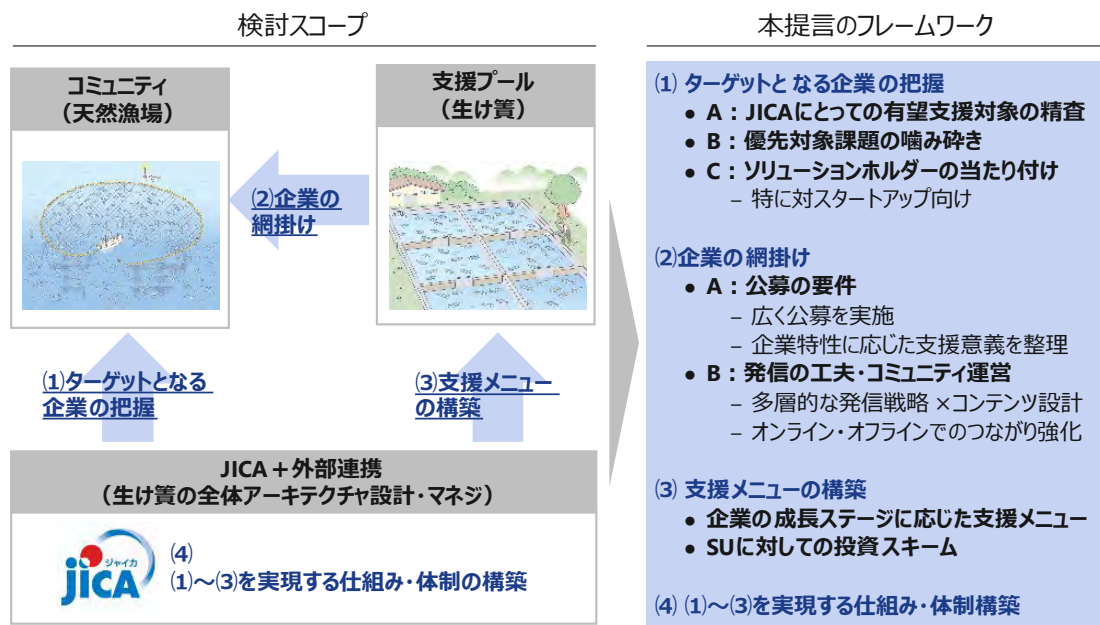 検討スコープ
コミュニティ
（天然漁場）
支援プール
（生け簀）
⑵企業の
網掛け
⑴ターゲットとなる
企業の把握
⑶支援メニュー
の構築
JICA＋外部連携
（生け簀の全体アーキテクチャ設計・マネジ）
ジャイカ
jICA
⑷
⑴～⑶を実現する仕組み・体制の構築
本提言のフレームワーク
⑴ ターゲットとなる企業の把握
● A：JICAにとっての有望支援対象の精査
● B：優先対象課題の噛み砕き
● C：ソリューションホルダーの当たり付け
– 特に対スタートアップ向け
⑵企業の網掛け
● A：公募の要件
– 広く公募を実施
– 企業特性に応じた支援意義を整理
● B：発信の工夫・コミュニティ運営
– 多層的な発信戦略 ×コンテンツ設計
– オンライン・オフラインでのつながり強化
⑶ 支援メニューの構築
● 企業の成長ステージに応じた支援メニュー
● SUに対しての投資スキーム
⑷ ⑴～⑶を実現する仕組み・体制構築